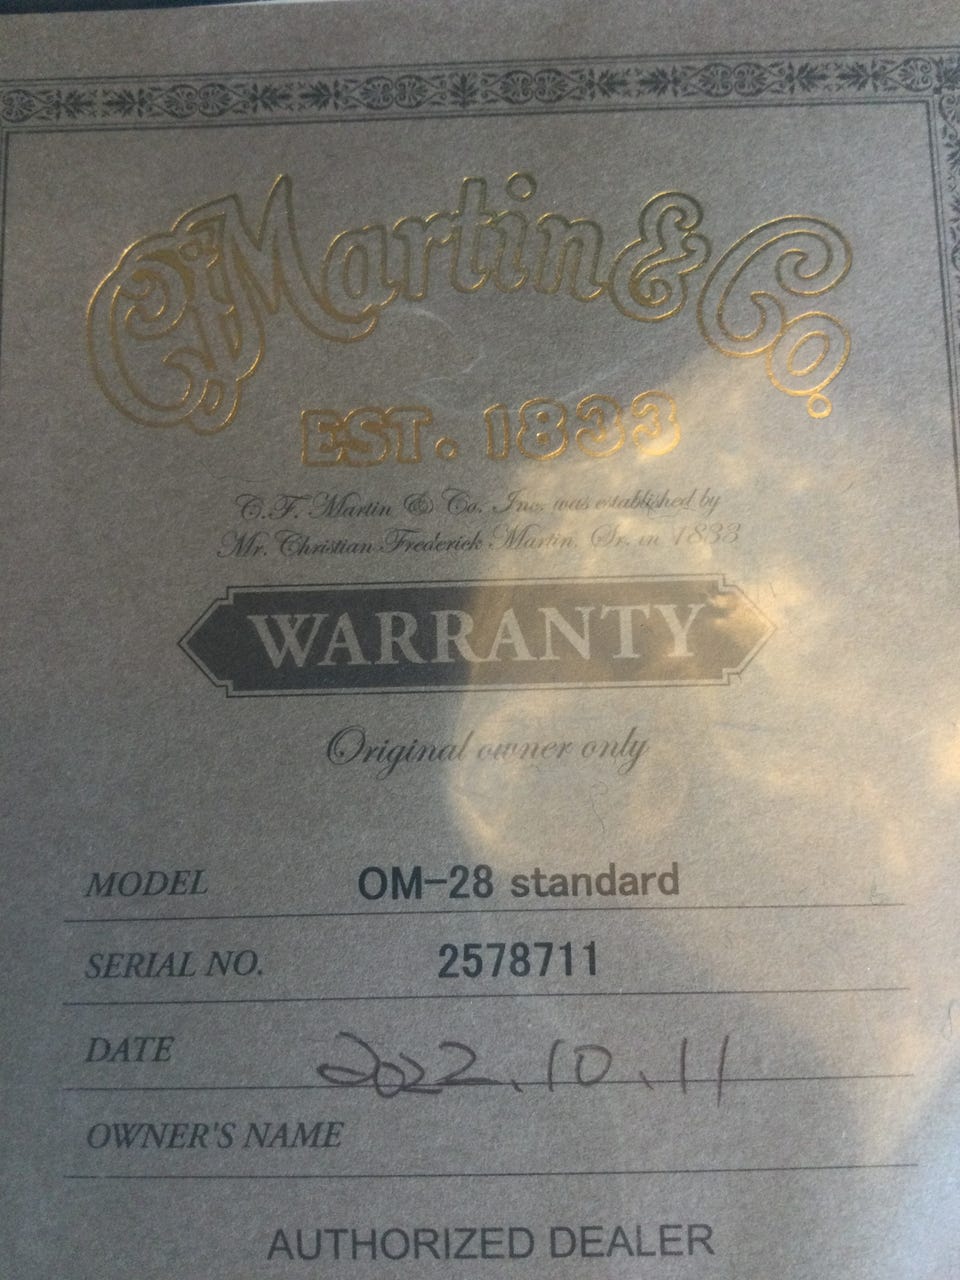 C.F. Martin & Co.
EST. 1833
C.F. Martin & Co. Inc. was established by
Mr. Christian Frederick Martin, Sr. in 1833
WARRANTY
Original owner only
MODEL OM-28 standard
SERIAL NO. 2578711
DATE 2022.10.11
OWNER'S NAME
AUTHORIZED DEALER